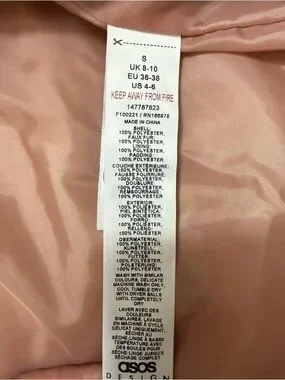 S
UK 8-10
EU 36-38
US 4-6
KEEP AWAY FROM FIRE
147787623
F100221 / RN186978
MADE IN CHINA
SHELL:
100% POLYESTER,
FAUX FUR:
100% POLYESTER,
LINING:
100% POLYESTER,
PADDING:
100% POLYESTER
COUCHE EXTÉRIEURE:
100% POLYESTER,
FAUSSE FOURRURE:
100% POLYESTER,
DOUBLURE:
100% POLYESTER,
REMBOURRAGE:
100% POLYESTER
EXTERIOR:
100% POLIÉSTER,
PIEL SINTÉTICA:
100% POLIÉSTER,
FORRO:
100% POLIÉSTER,
RELLENO:
100% POLIÉSTER
OBERMATERIAL:
100% POLYESTER,
KUNSTFELL:
100% POLYESTER,
FUTTER:
100% POLYESTER,
POLSTERUNG:
100% POLYESTER
WASH WITH SIMILAR
COLOURS, DELICATE
MACHINE WASH ONLY
COOL TUMBLE DRY
WITH DRYER BALLS
UNTIL COMPLETELY
DRY
LAVER AVEC DES
COULEURS
SIMILAIRES, LAVAGE
EN MACHINE À CYCLE
DÉLICAT UNIQUEMENT,
SÉCHER AU
SÈCHE-LINGE À BASSE
TEMPÉRATURE AVEC
DES BOULES POUR
SÈCHE-LINGE JUSQU'À
SÉCHAGE COMPLET
asos
DESIGN